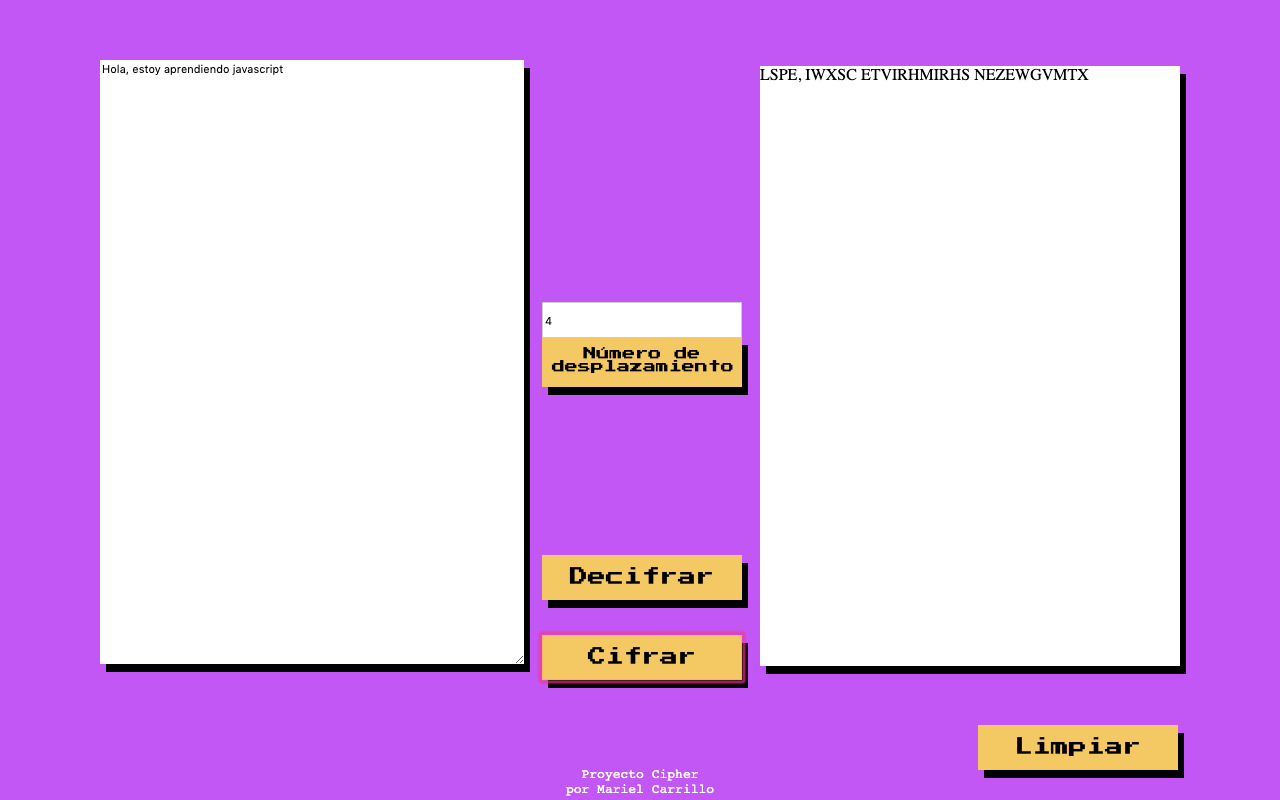 Hola, estoy aprendiendo javascript
LSPE, IWXSC ETVIRHMIRHS NEZEWGVMTX
4
Número de
desplazamiento
Decifrar
Cifrar
Limpiar
Proyecto Cipher
por Mariel Carrillo